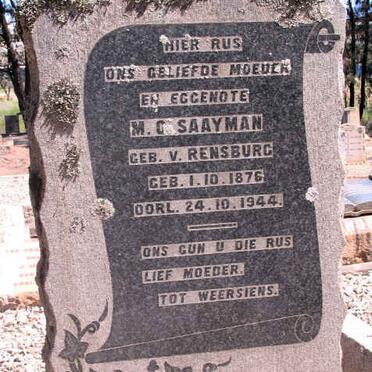 HIER RUS
ONS GELIEFDE MOEDER
EN EGGENOTE
M. C. SAAYMAN
GEB. V. RENSBURG
GEB. 1. 10. 1876
OORL. 24. 10. 1944.
ONS GUN U DIE RUS
LIEF MOEDER.
TOT WEERSIENS.